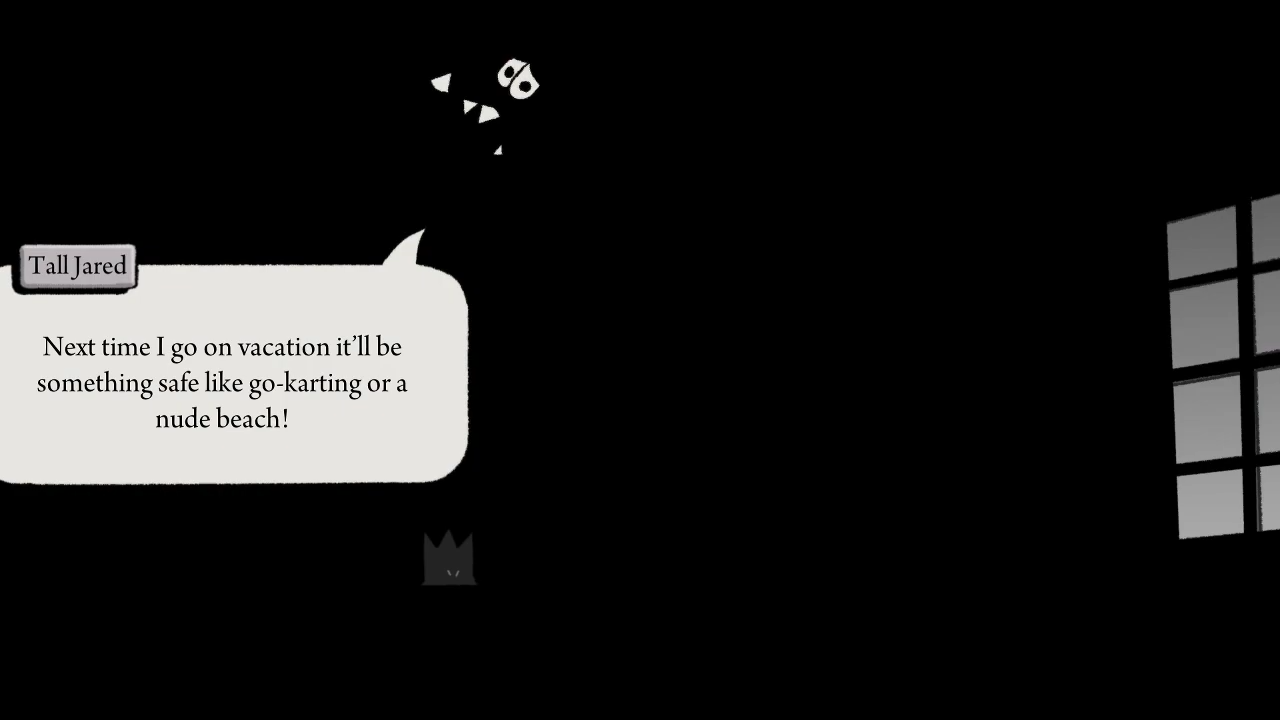 Tall Jared
Next time I go on vacation it’ll be
something safe like go-karting or a
nude beach!